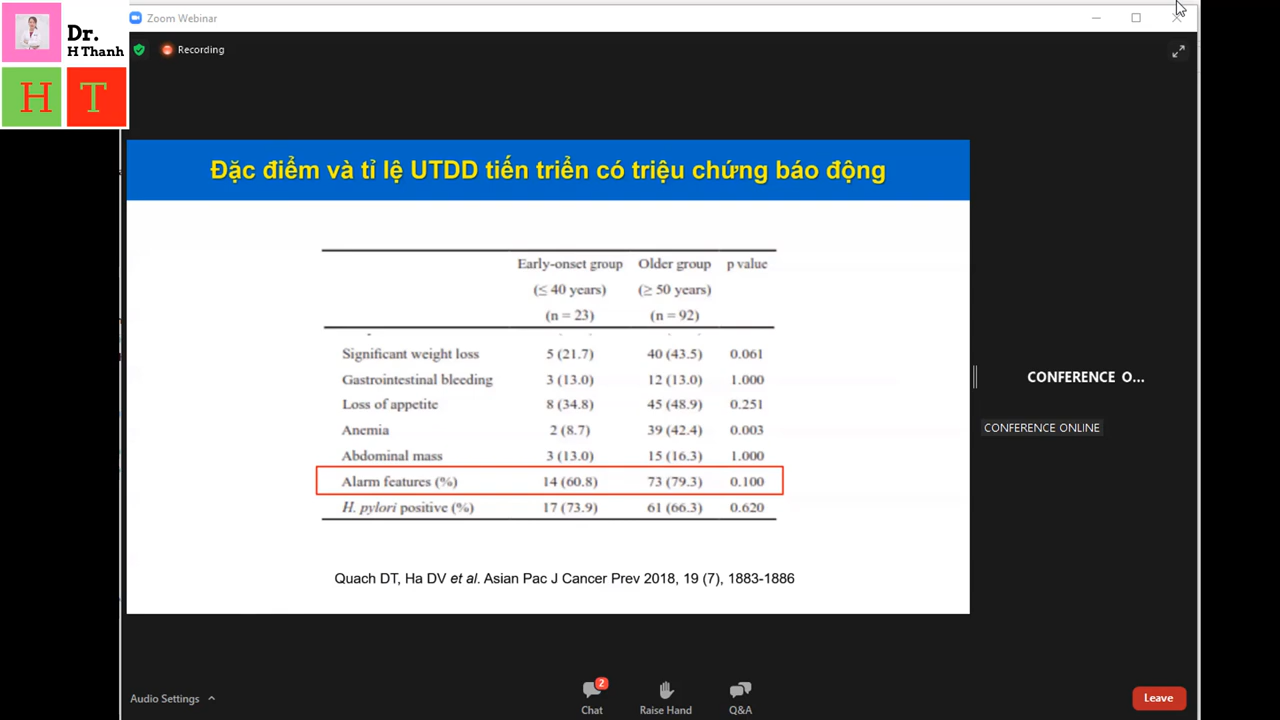 Dr.
H Thanh
H T
Zoom Webinar
Recording
Đặc điểm và tỉ lệ UTDD tiến triển có triệu chứng báo động
Early-onset group Older group p value
(≤ 40 years) (≥ 50 years)
(n = 23) (n = 92)
Significant weight loss 5 (21.7) 40 (43.5) 0.061
Gastrointestinal bleeding 3 (13.0) 12 (13.0) 1.000
Loss of appetite 8 (34.8) 45 (48.9) 0.251
Anemia 2 (8.7) 39 (42.4) 0.003
Abdominal mass 3 (13.0) 15 (16.3) 1.000
Alarm features (%) 14 (60.8) 73 (79.3) 0.100
H. pylori positive (%) 17 (73.9) 61 (66.3) 0.620
Quach DT, Ha DV et al. Asian Pac J Cancer Prev 2018, 19 (7), 1883-1886
CONFERENCE O...
CONFERENCE ONLINE
Audio Settings
2
Chat
Raise Hand
Q&A
Leave